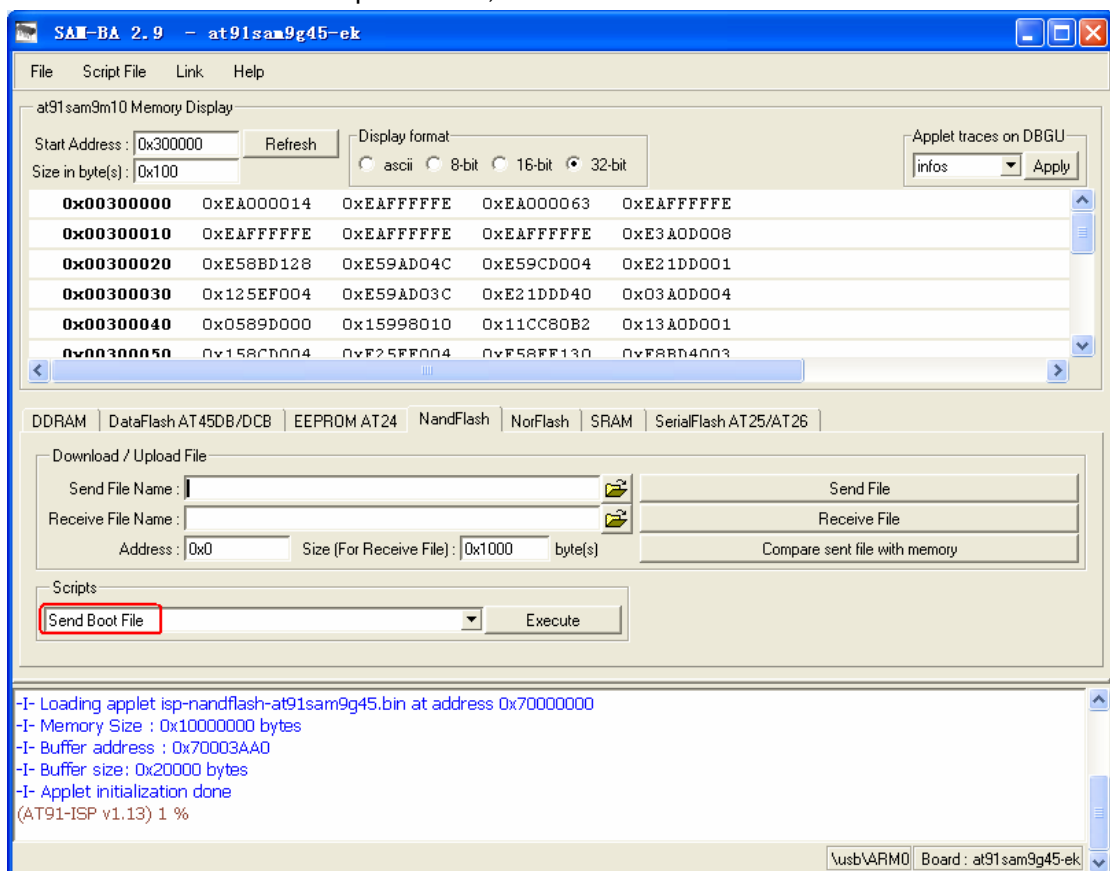 SAM-BA 2.9 - at91sam9g45-ek
File Script File Link Help
at91sam9m10 Memory Display
Start Address : 0x300000 Refresh
Size in byte(s) : 0x100
Display format
ascii 8-bit 16-bit 32-bit
Applet traces on DBGU
infos Apply
0x00300000 0xEA000014 0xEAFFFFFE 0xEA000063 0xEAFFFFFE
0x00300010 0xEAFFFFFE 0xEAFFFFFE 0xEAFFFFFE 0xE3A0D008
0x00300020 0xE58BD128 0xE59AD04C 0xE59CD004 0xE21DD001
0x00300030 0x125EF004 0xE59AD03C 0xE21DDD40 0x03A0D004
0x00300040 0x0589D000 0x15998010 0x11CC80B2 0x13A0D001
0x00300050 0x158CD004 0xE25EF004 0xE58EE130 0xE8BD4003
DDRAM DataFlash AT45DB/DCB EEPROM AT24 NandFlash NorFlash SRAM SerialFlash AT25/AT26
Download / Upload File
Send File Name : Send File
Receive File Name : Receive File
Address : 0x0 Size (For Receive File) : 0x1000 byte(s) Compare sent file with memory
Scripts
Send Boot File Execute
-I- Loading applet isp-nandflash-at91sam9g45.bin at address 0x70000000
-I- Memory Size : 0x10000000 bytes
-I- Buffer address : 0x70003AA0
-I- Buffer size: 0x20000 bytes
-I- Applet initialization done
(AT91-ISP v1.13) 1 %
\usb\ARM0 Board : at91sam9g45-ek